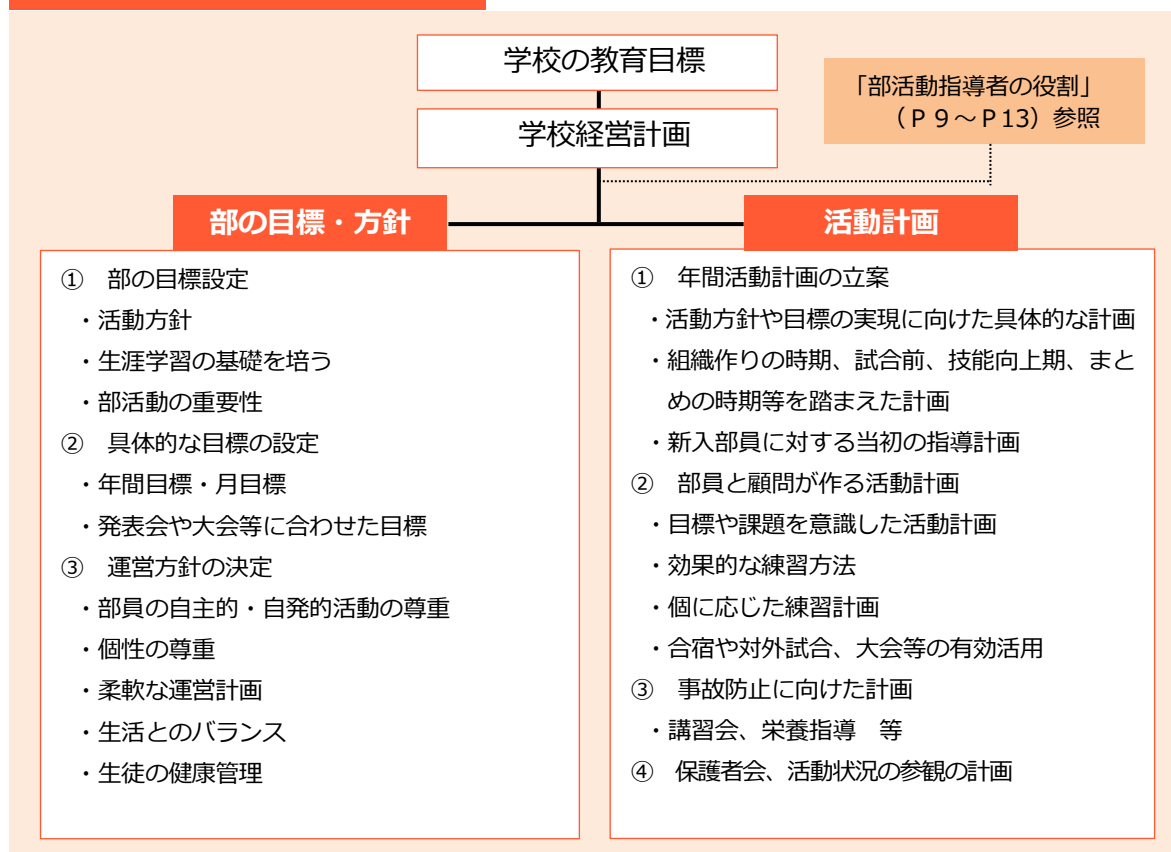 学校の教育目標
学校経営計画
「部活動指導者の役割」
（P９～P13）参照
部の目標・方針
① 部の目標設定
・活動方針
・生涯学習の基礎を培う
・部活動の重要性
② 具体的な目標の設定
・年間目標・月目標
・発表会や大会等に合わせた目標
③ 運営方針の決定
・部員の自主的・自発的活動の尊重
・個性の尊重
・柔軟な運営計画
・生活とのバランス
・生徒の健康管理
活動計画
① 年間活動計画の立案
・活動方針や目標の実現に向けた具体的な計画
・組織作りの時期、試合前、技能向上期、まと
めの時期等を踏まえた計画
・新入部員に対する当初の指導計画
② 部員と顧問が作る活動計画
・目標や課題を意識した活動計画
・効果的な練習方法
・個に応じた練習計画
・合宿や対外試合、大会等の有効活用
③ 事故防止に向けた計画
・講習会、栄養指導　等
④ 保護者会、活動状況の参観の計画